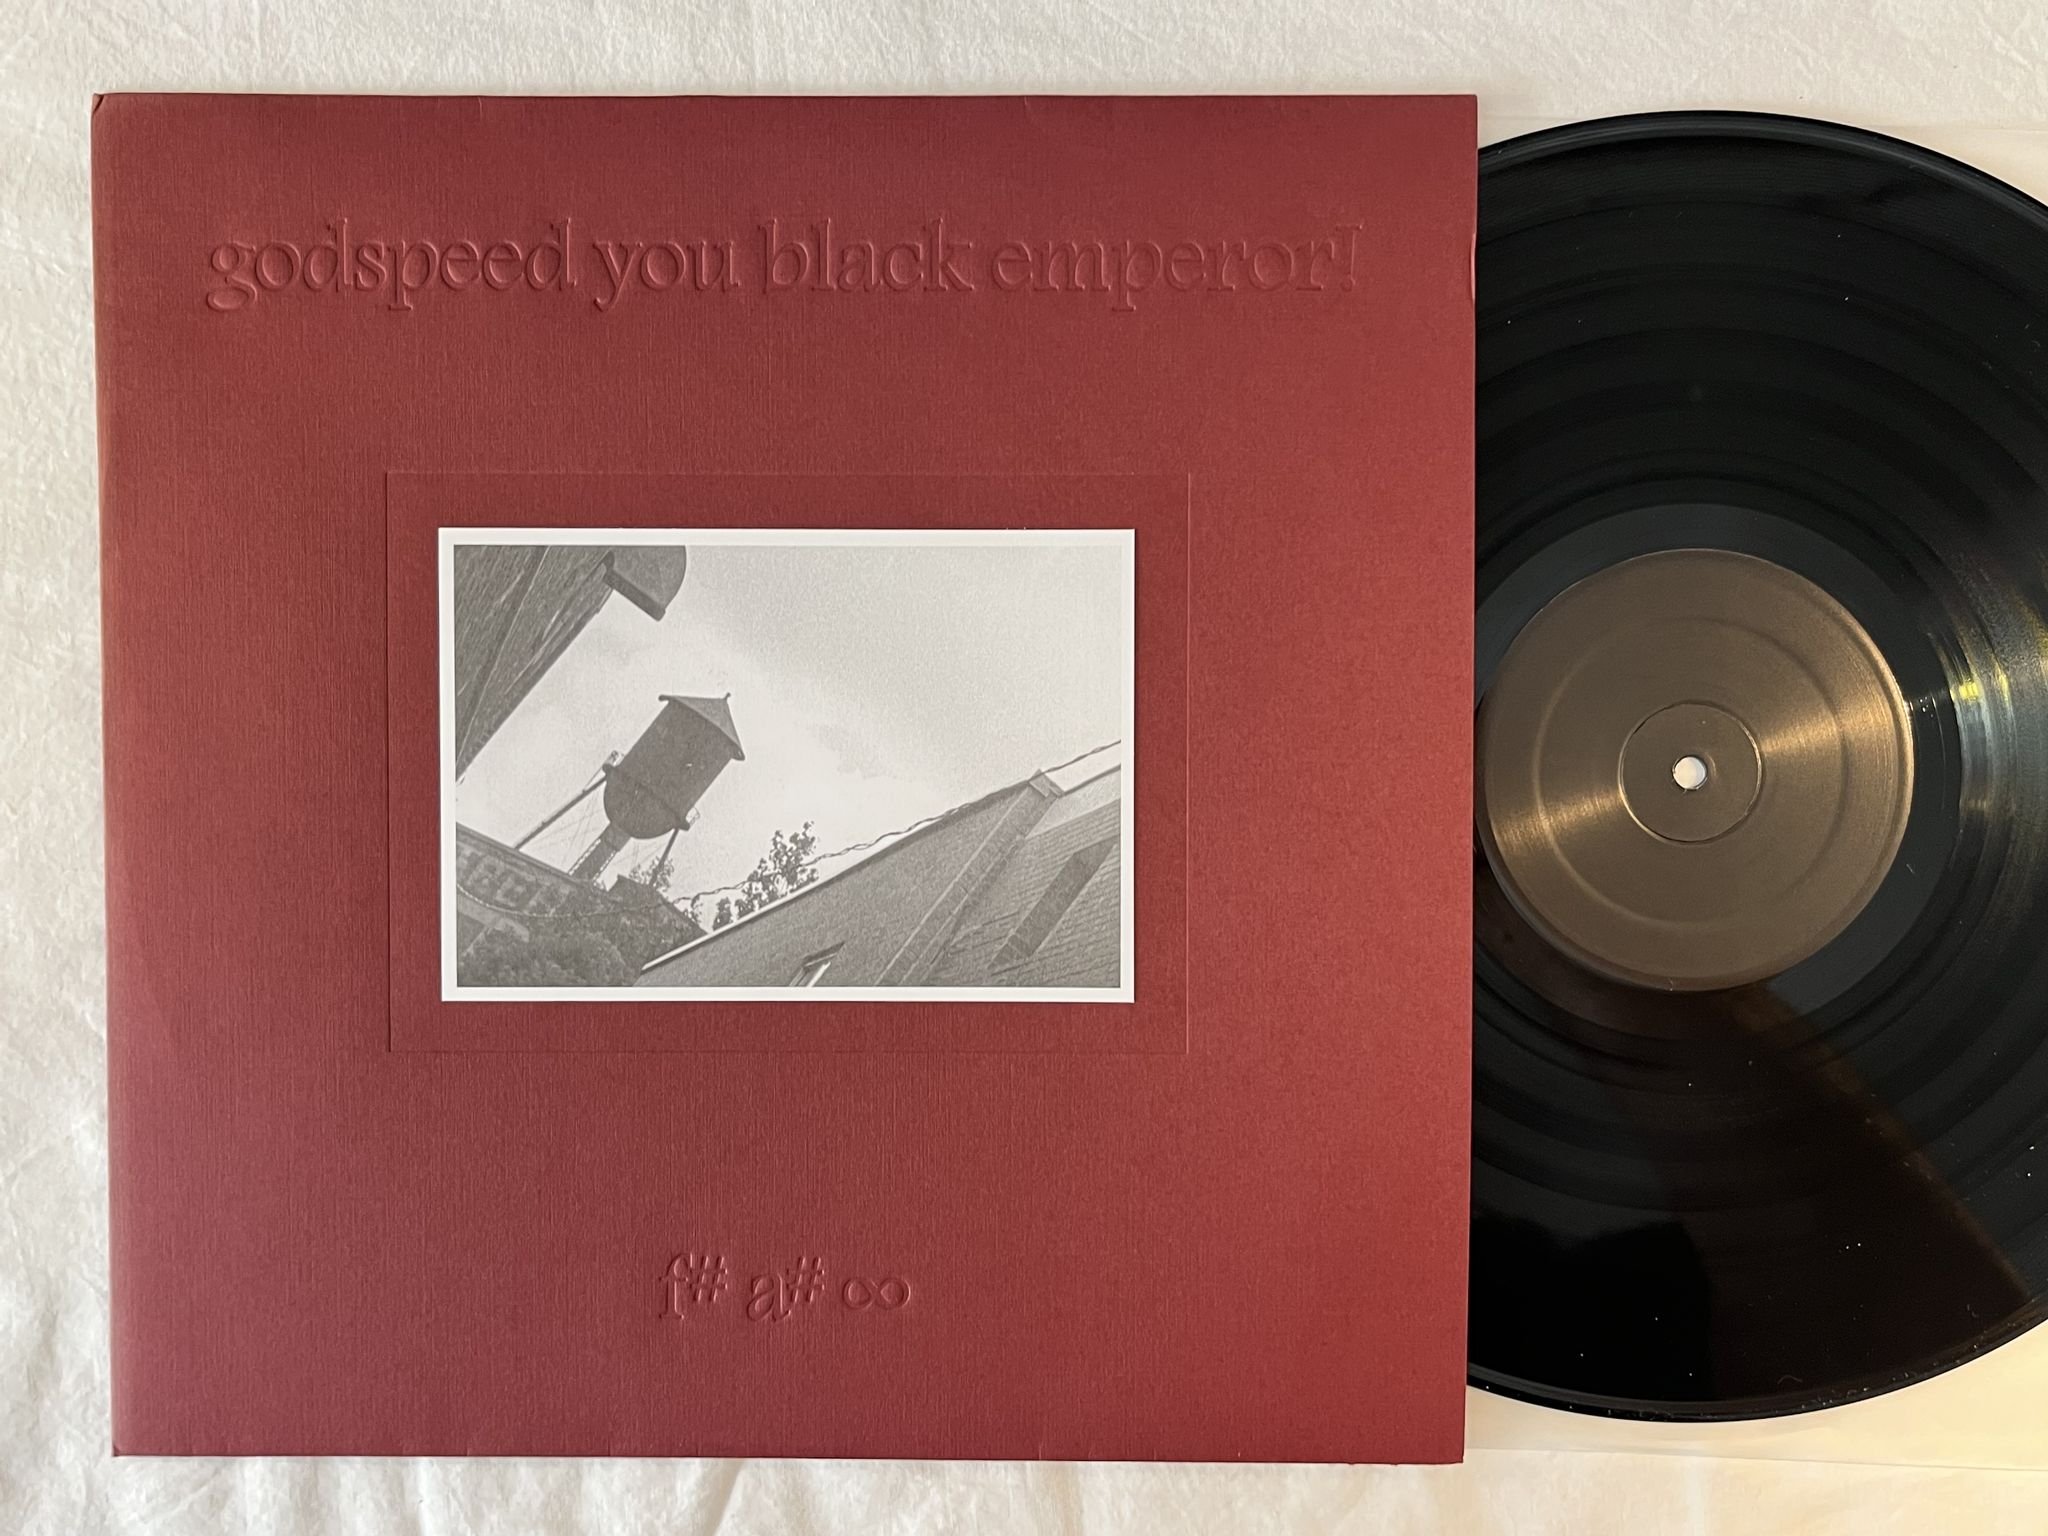 godspeed you black emperor!
f# a# ∞